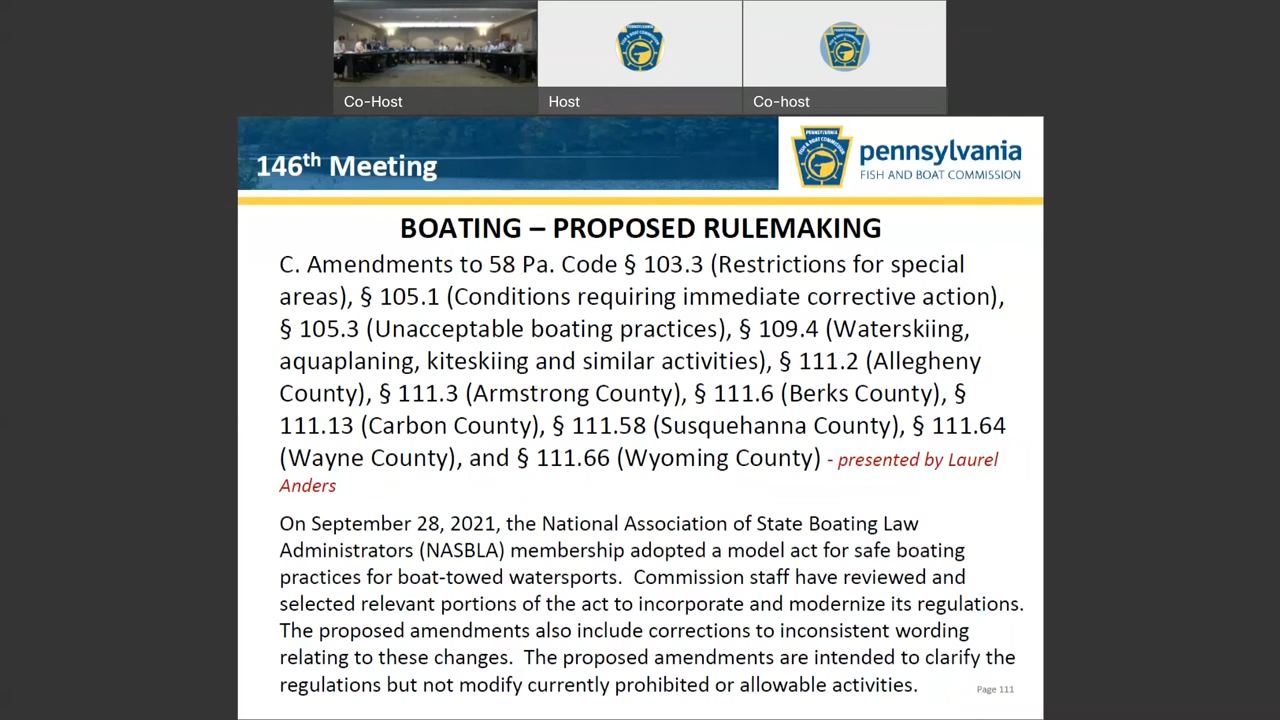 Co-Host
Host
Co-host
146th Meeting
pennsylvania
FISH AND BOAT COMMISSION
BOATING – PROPOSED RULEMAKING
C. Amendments to 58 Pa. Code § 103.3 (Restrictions for special
areas), § 105.1 (Conditions requiring immediate corrective action),
§ 105.3 (Unacceptable boating practices), § 109.4 (Waterskiing,
aquaplaning, kiteskiing and similar activities), § 111.2 (Allegheny
County), § 111.3 (Armstrong County), § 111.6 (Berks County), §
111.13 (Carbon County), § 111.58 (Susquehanna County), § 111.64
(Wayne County), and § 111.66 (Wyoming County) - presented by Laurel
Anders
On September 28, 2021, the National Association of State Boating Law
Administrators (NASBLA) membership adopted a model act for safe boating
practices for boat-towed watersports.  Commission staff have reviewed and
selected relevant portions of the act to incorporate and modernize its regulations.
The proposed amendments also include corrections to inconsistent wording
relating to these changes.  The proposed amendments are intended to clarify the
regulations but not modify currently prohibited or allowable activities.
Page 111